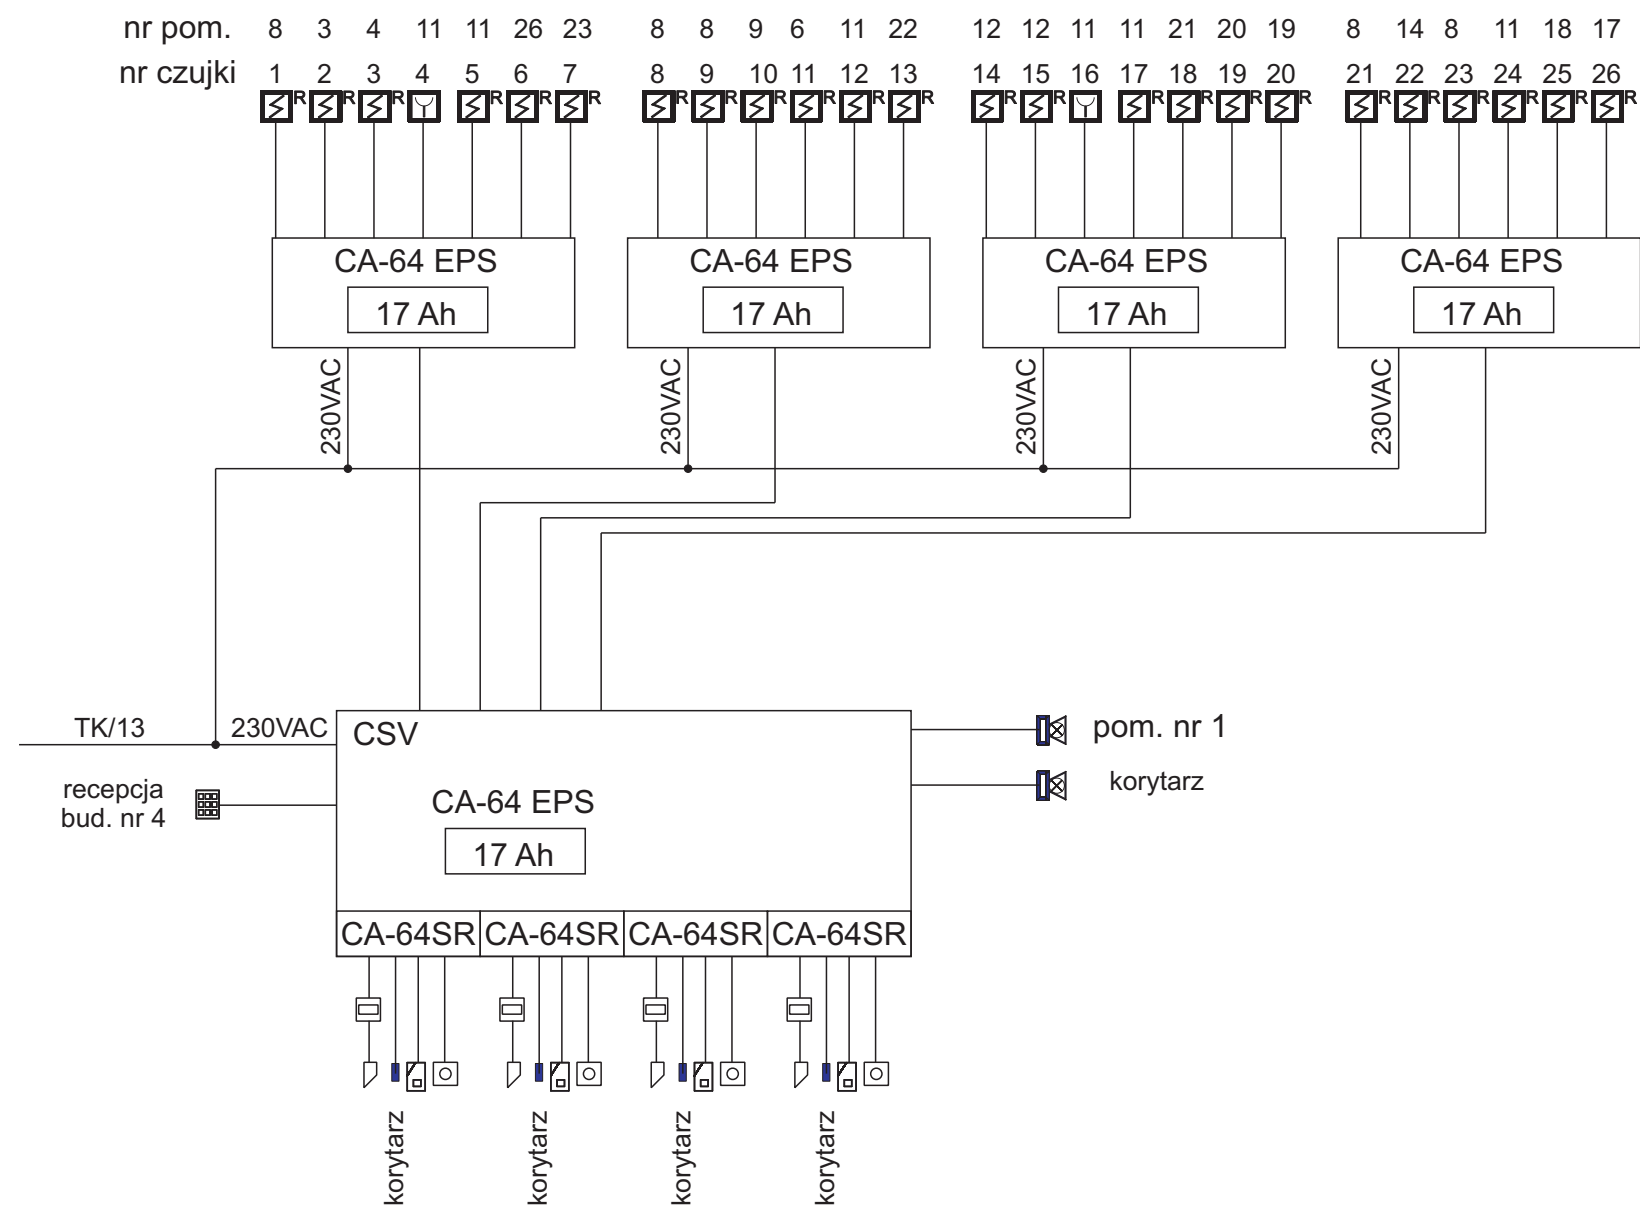 nr pom. 8 3 4 11 11 26 23 8 8 9 6 11 22 12 12 11 11 21 20 19 8 14 8 11 18 17
nr czujki 1 2 3 4 5 6 7 8 9 10 11 12 13 14 15 16 17 18 19 20 21 22 23 24 25 26
R R R R R R R R R R R R R R R R R R R R R R R R
CA-64 EPS CA-64 EPS CA-64 EPS CA-64 EPS
17 Ah 17 Ah 17 Ah 17 Ah
230VAC 230VAC 230VAC 230VAC
TK/13 230VAC CSV pom. nr 1
recepcja korytarz
bud. nr 4 CA-64 EPS
17 Ah
CA-64SR CA-64SR CA-64SR CA-64SR
korytarz korytarz korytarz korytarz